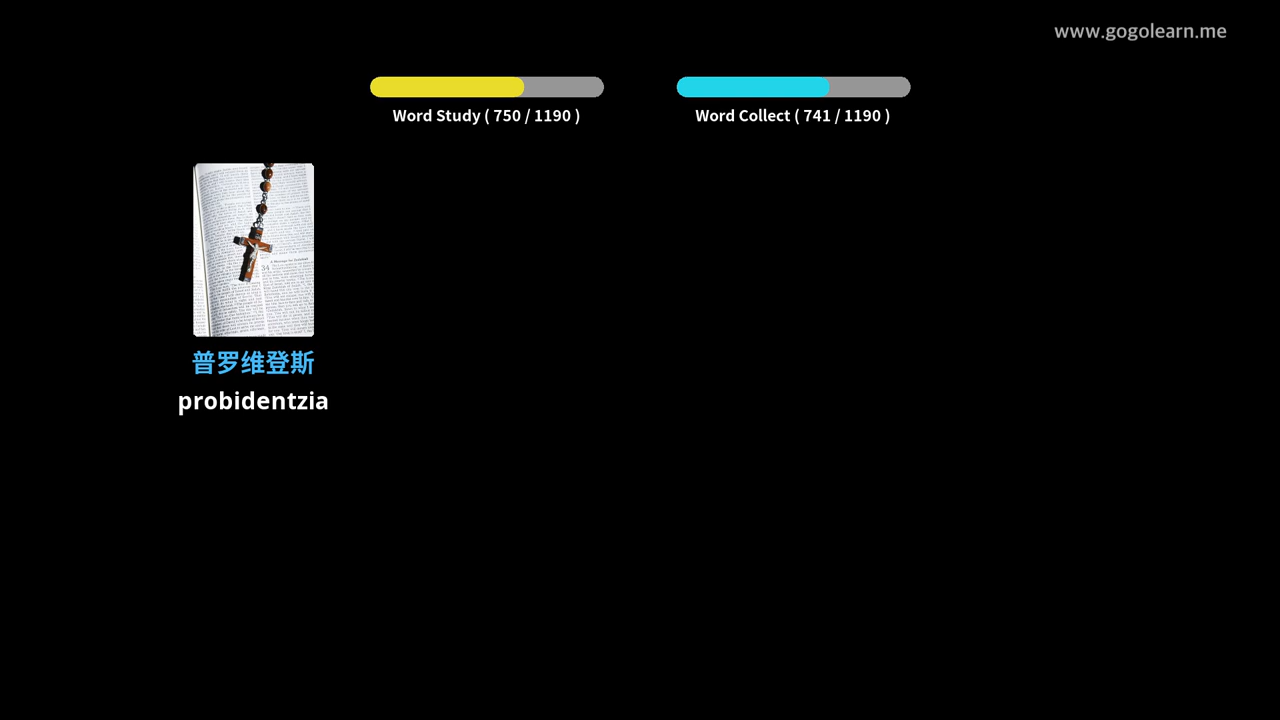 www.gogolearn.me
Word Study ( 750 / 1190 )
Word Collect ( 741 / 1190 )
普罗维登斯
probidentzia